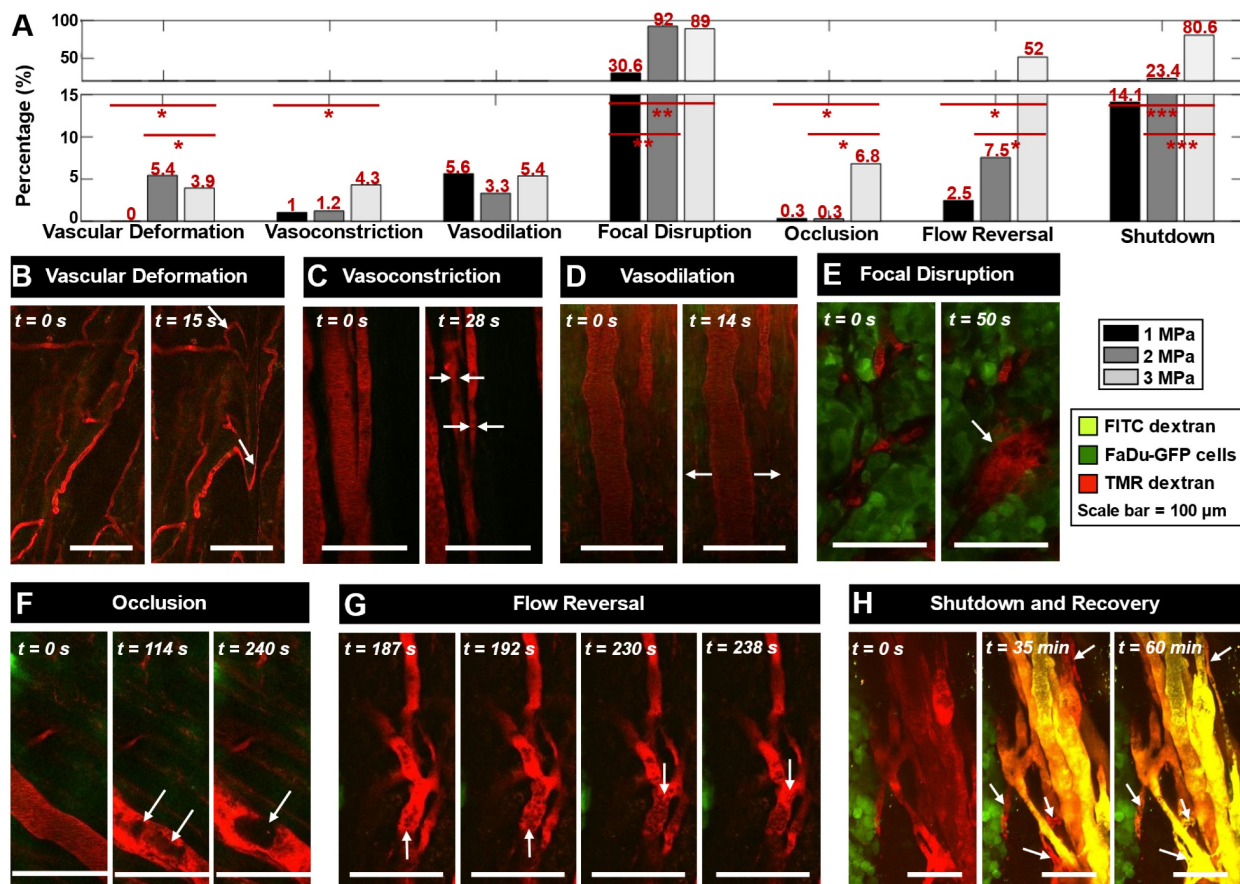 A
Percentage (%)
100
50
15
10
5
0
30.6
92
89
52
23.4
80.6
0
5.4
3.9
1
1.2
4.3
5.6
3.3
5.4
0.3
0.3
6.8
2.5
7.5
14.1
*
*
*
**
**
*
*
*
*
***
***
Vascular Deformation
Vasoconstriction
Vasodilation
Focal Disruption
Occlusion
Flow Reversal
Shutdown
B Vascular Deformation
t = 0 s
t = 15 s
C Vasoconstriction
t = 0 s
t = 28 s
D Vasodilation
t = 0 s
t = 14 s
E Focal Disruption
t = 0 s
t = 50 s
1 MPa
2 MPa
3 MPa
FITC dextran
FaDu-GFP cells
TMR dextran
Scale bar = 100 µm
F Occlusion
t = 0 s
t = 114 s
t = 240 s
G Flow Reversal
t = 187 s
t = 192 s
t = 230 s
t = 238 s
H Shutdown and Recovery
t = 0 s
t = 35 min
t = 60 min